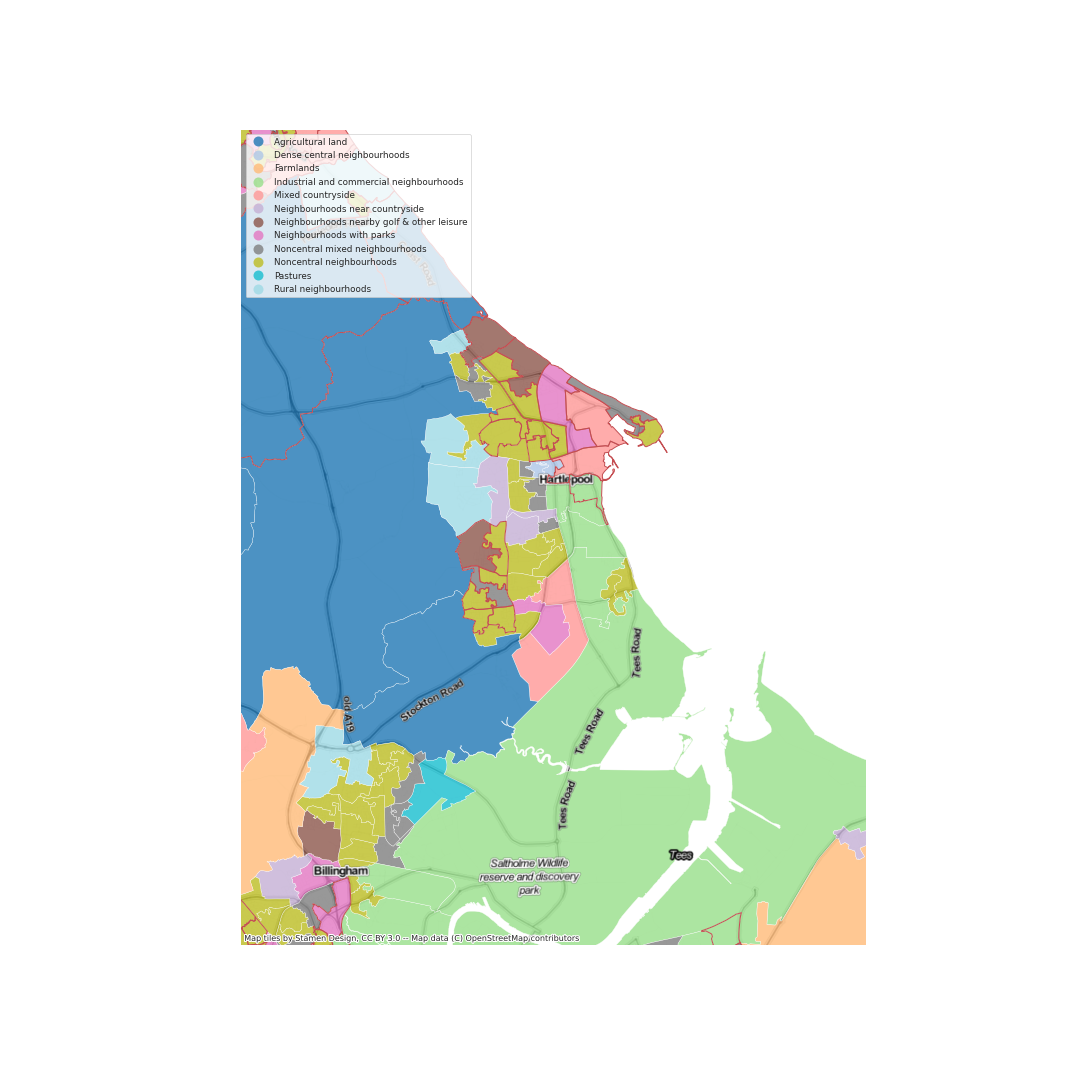 Agricultural land
Dense central neighbourhoods
Farmlands
Industrial and commercial neighbourhoods
Mixed countryside
Neighbourhoods near countryside
Neighbourhoods nearby golf & other leisure
Neighbourhoods with parks
Noncentral mixed neighbourhoods
Noncentral neighbourhoods
Pastures
Rural neighbourhoods
Road
Hartlepool
Tees Road
Stockton Road
old A19
Tees Road
Tees Road
Tees
Saltholme Wildlife
reserve and discovery
park
Billingham
Map tiles by Stamen Design, CC BY 3.0 -- Map data (C) OpenStreetMap contributors